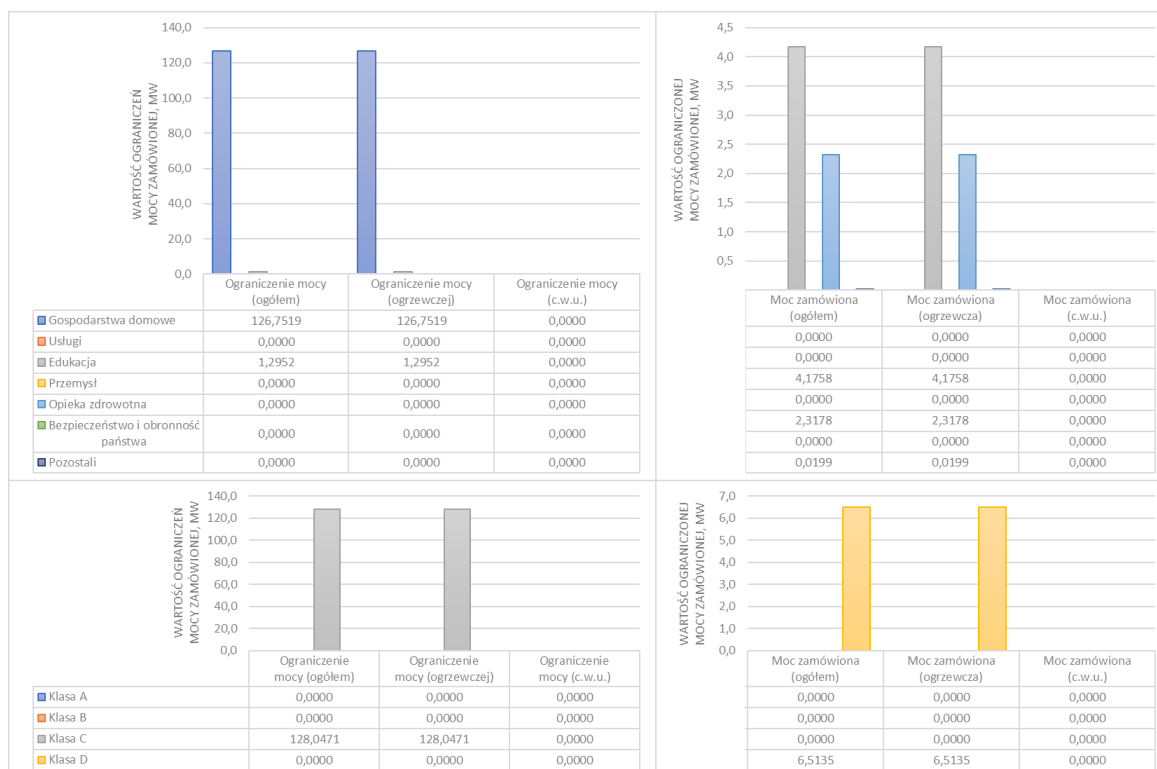 140,0
120,0
100,0
80,0
60,0
40,0
20,0
0,0
WARTOŚĆ OGRANICZEŃ
MOCY ZAMÓWIONEJ, MW
Ograniczenie mocy (ogółem) Ograniczenie mocy (ogrzewczej) Ograniczenie mocy (c.w.u.)
Gospodarstwa domowe 126,7519 126,7519 0,0000
Usługi 0,0000 0,0000 0,0000
Edukacja 1,2952 1,2952 0,0000
Przemysł 0,0000 0,0000 0,0000
Opieka zdrowotna 0,0000 0,0000 0,0000
Bezpieczeństwo i obronność państwa 0,0000 0,0000 0,0000
Pozostali 0,0000 0,0000 0,0000
4,5
4,0
3,5
3,0
2,5
2,0
1,5
1,0
0,5
WARTOŚĆ OGRANICZONEJ
MOCY ZAMÓWIONEJ, MW
Moc zamówiona (ogółem) Moc zamówiona (ogrzewcza) Moc zamówiona (c.w.u.)
0,0000 0,0000 0,0000
0,0000 0,0000 0,0000
4,1758 4,1758 0,0000
0,0000 0,0000 0,0000
2,3178 2,3178 0,0000
0,0000 0,0000 0,0000
0,0199 0,0199 0,0000
140,0
120,0
100,0
80,0
60,0
40,0
20,0
0,0
WARTOŚĆ OGRANICZEŃ
MOCY ZAMÓWIONEJ, MW
Ograniczenie mocy (ogółem) Ograniczenie mocy (ogrzewczej) Ograniczenie mocy (c.w.u.)
Klasa A 0,0000 0,0000 0,0000
Klasa B 0,0000 0,0000 0,0000
Klasa C 128,0471 128,0471 0,0000
Klasa D 0,0000 0,0000 0,0000
7,0
6,0
5,0
4,0
3,0
2,0
1,0
0,0
WARTOŚĆ OGRANICZONEJ
MOCY ZAMÓWIONEJ, MW
Moc zamówiona (ogółem) Moc zamówiona (ogrzewcza) Moc zamówiona (c.w.u.)
0,0000 0,0000 0,0000
0,0000 0,0000 0,0000
0,0000 0,0000 0,0000
6,5135 6,5135 0,0000